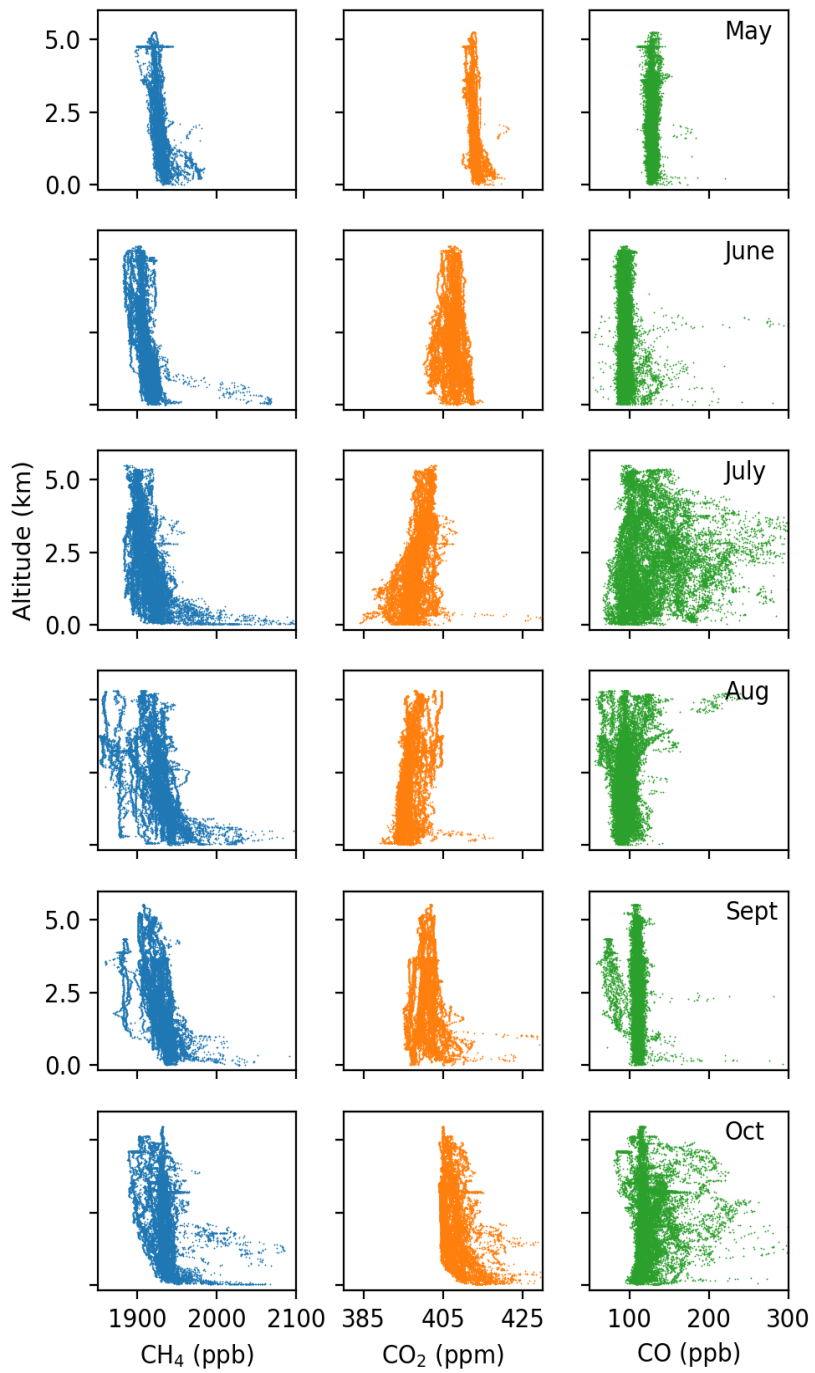 5.0
2.5
0.0
May
June
Altitude (km)
5.0
2.5
0.0
July
Aug
5.0
2.5
0.0
Sept
Oct
1900 2000 2100
385 405 425
100 200 300
CH₄ (ppb)
CO₂ (ppm)
CO (ppb)